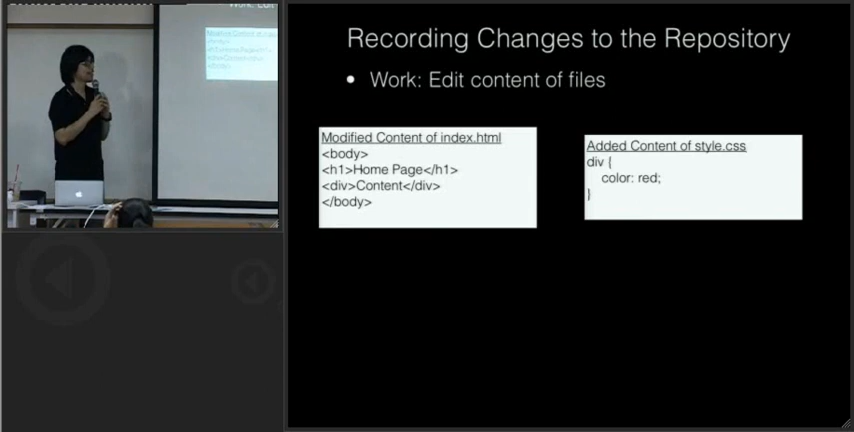 Recording Changes to the Repository
• Work: Edit content of files
Modified Content of index.html
<body>
<h1>Home Page</h1>
<div>Content</div>
</body>
Added Content of style.css
div {
color: red;
}